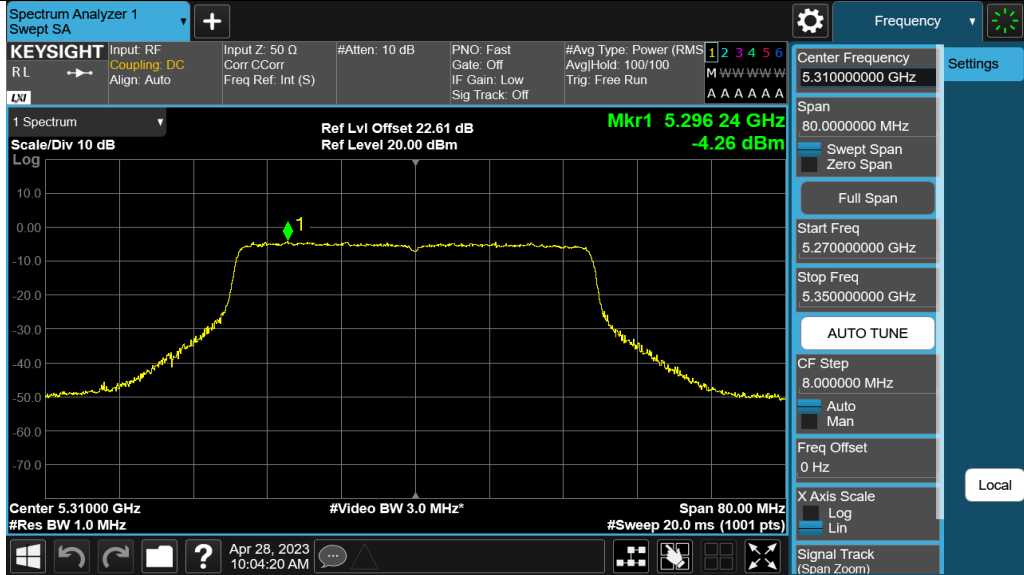 Spectrum Analyzer 1
Swept SA
+
Frequency
KEYSIGHT
R L
LXI
Input: RF
Coupling: DC
Align: Auto
Input Z: 50 Ω
Corr CCorr
Freq Ref: Int (S)
#Atten: 10 dB
PNO: Fast
Gate: Off
IF Gain: Low
Sig Track: Off
#Avg Type: Power (RMS
Avg|Hold: 100/100
Trig: Free Run
1 2 3 4 5 6
M W W W W W
A A A A A A
1 Spectrum
Scale/Div 10 dB
Log
Ref Lvl Offset 22.61 dB
Ref Level 20.00 dBm
Mkr1 5.296 24 GHz
-4.26 dBm
10.0
0.00
-10.0
-20.0
-30.0
-40.0
-50.0
-60.0
-70.0
1
Center 5.31000 GHz
#Res BW 1.0 MHz
#Video BW 3.0 MHz*
Span 80.00 MHz
#Sweep 20.0 ms (1001 pts)
Center Frequency
5.310000000 GHz
Span
80.0000000 MHz
Swept Span
Zero Span
Full Span
Start Freq
5.270000000 GHz
Stop Freq
5.350000000 GHz
AUTO TUNE
CF Step
8.000000 MHz
Auto
Man
Freq Offset
0 Hz
X Axis Scale
Log
Lin
Signal Track
(Span Zoom)
Settings
Local
?
Apr 28, 2023
10:04:20 AM